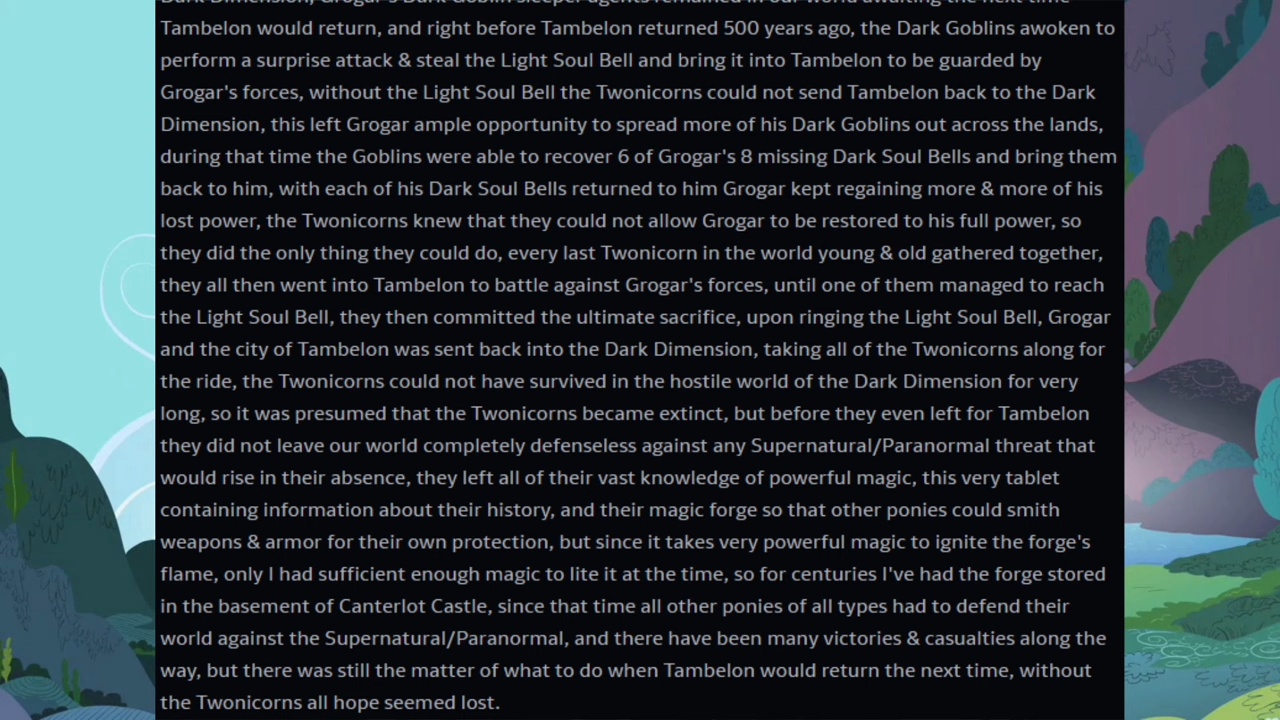 Dark Dimension, Grogar's Dark Goblin sleeper agents remained in our world awaiting the next time
Tambelon would return, and right before Tambelon returned 500 years ago, the Dark Goblins awoken to
perform a surprise attack & steal the Light Soul Bell and bring it into Tambelon to be guarded by
Grogar's forces, without the Light Soul Bell the Twonicorns could not send Tambelon back to the Dark
Dimension, this left Grogar ample opportunity to spread more of his Dark Goblins out across the lands,
during that time the Goblins were able to recover 6 of Grogar's 8 missing Dark Soul Bells and bring them
back to him, with each of his Dark Soul Bells returned to him Grogar kept regaining more & more of his
lost power, the Twonicorns knew that they could not allow Grogar to be restored to his full power, so
they did the only thing they could do, every last Twonicorn in the world young & old gathered together,
they all then went into Tambelon to battle against Grogar's forces, until one of them managed to reach
the Light Soul Bell, they then committed the ultimate sacrifice, upon ringing the Light Soul Bell, Grogar
and the city of Tambelon was sent back into the Dark Dimension, taking all of the Twonicorns along for
the ride, the Twonicorns could not have survived in the hostile world of the Dark Dimension for very
long, so it was presumed that the Twonicorns became extinct, but before they even left for Tambelon
they did not leave our world completely defenseless against any Supernatural/Paranormal threat that
would rise in their absence, they left all of their vast knowledge of powerful magic, this very tablet
containing information about their history, and their magic forge so that other ponies could smith
weapons & armor for their own protection, but since it takes very powerful magic to ignite the forge's
flame, only I had sufficient enough magic to lite it at the time, so for centuries I've had the forge stored
in the basement of Canterlot Castle, since that time all other ponies of all types had to defend their
world against the Supernatural/Paranormal, and there have been many victories & casualties along the
way, but there was still the matter of what to do when Tambelon would return the next time, without
the Twonicorns all hope seemed lost.